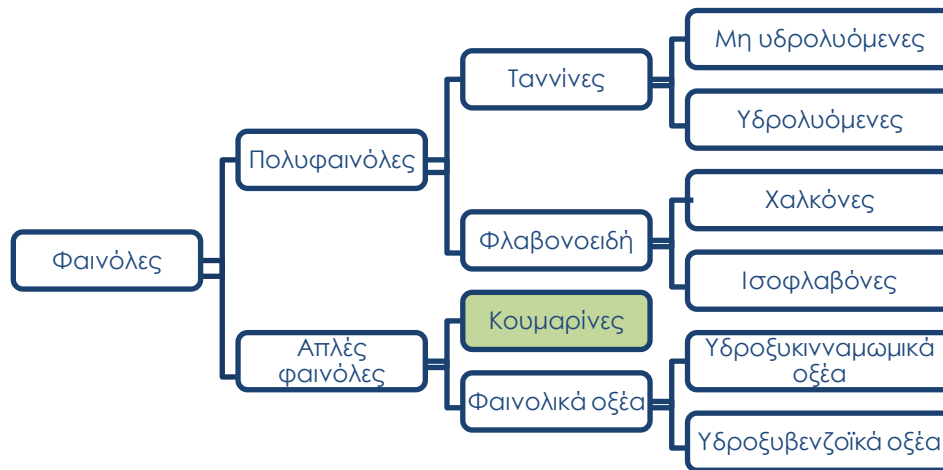 Μη υδρολυόμενες
Ταννίνες
Υδρολυόμενες
Πολυφαινόλες
Χαλκόνες
Φλαβονοειδή
Φαινόλες
Ισοφλαβόνες
Κουμαρίνες
Απλές
φαινόλες
Υδροξυκινναμωμικά
οξέα
Φαινολικά οξέα
Υδροξυβενζοϊκά οξέα